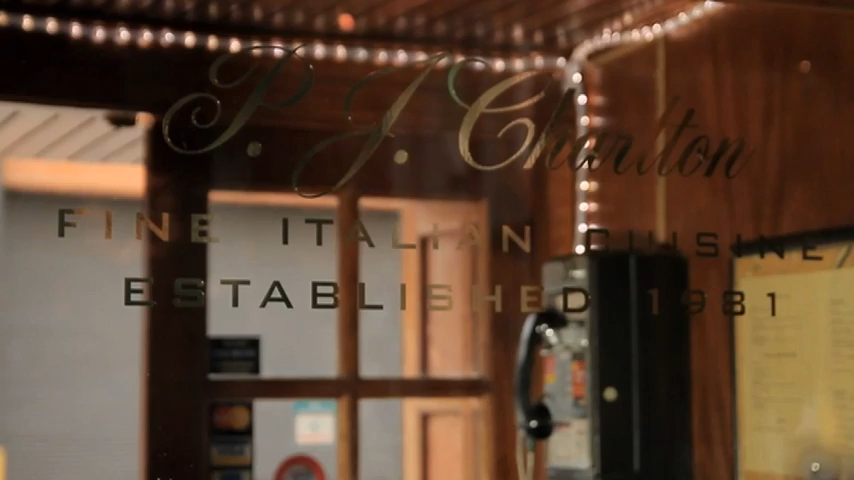 P. J. Charlton
FINE ITALIAN CUISINE
ESTABLISHED 1981